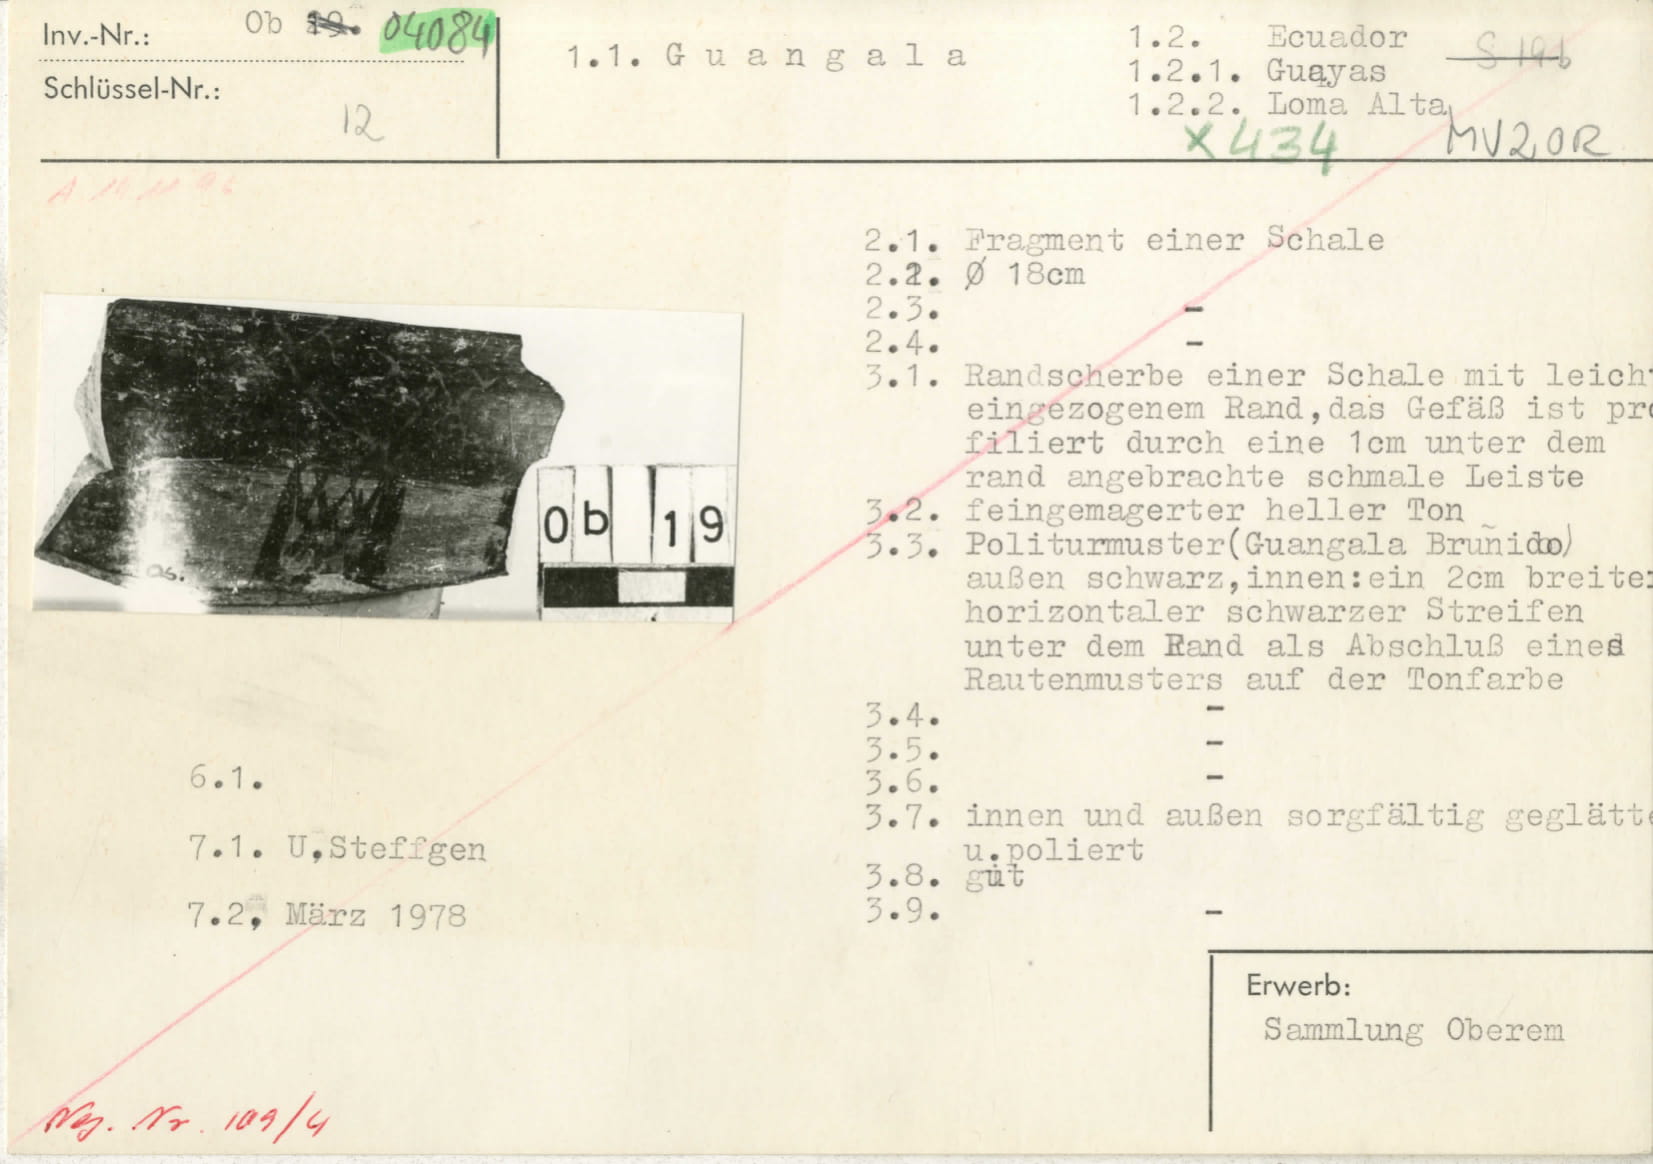 Inv.-Nr.: Ob 19. 04084
Schlüssel-Nr.:
12
1.1. Guangala
1.2. Ecuador
1.2.1. Guayas
1.2.2. Loma Alta
S 19b
x 434
MV20R
2.1. Fragment einer Schale
2.2. Ø 18cm
2.3. -
2.4. -
3.1. Randscherbe einer Schale mit leich
eingezogenem Rand,das Gefäß ist pro
filiert durch eine 1cm unter dem
rand angebrachte schmale Leiste
3.2. feingemagerter heller Ton
3.3. Politurmuster(Guangala Bruñido)
außen schwarz,innen:ein 2cm breite
horizontaler schwarzer Streifen
unter dem Rand als Abschluß eines
Rautenmusters auf der Tonfarbe
3.4. -
3.5. -
3.6. -
3.7. innen und außen sorgfältig geglätte
u.poliert
3.8. gut
3.9. -
Ob 19
6.1.
7.1. U.Steffgen
7.2. März 1978
Erwerb:
Sammlung Oberem
Neg. Nr. 109/4